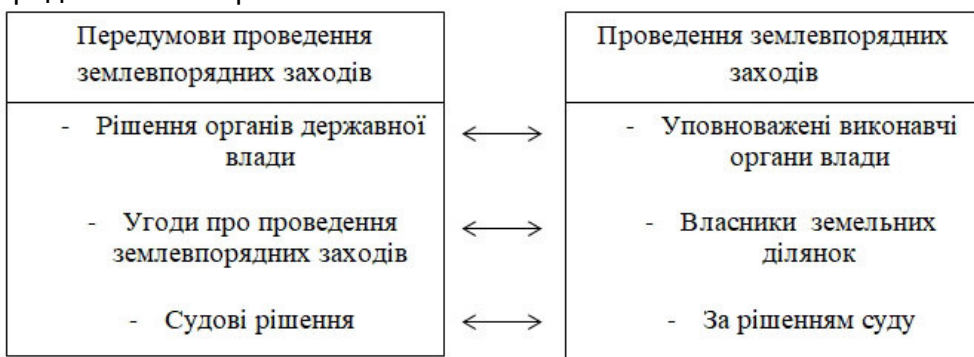 Передумови проведення
землевпорядних заходів
- Рішення органів державної
влади
- Угоди про проведення
землевпорядних заходів
- Судові рішення
Проведення землевпорядних
заходів
- Уповноважені виконавчі
органи влади
- Власники земельних
ділянок
- За рішенням суду